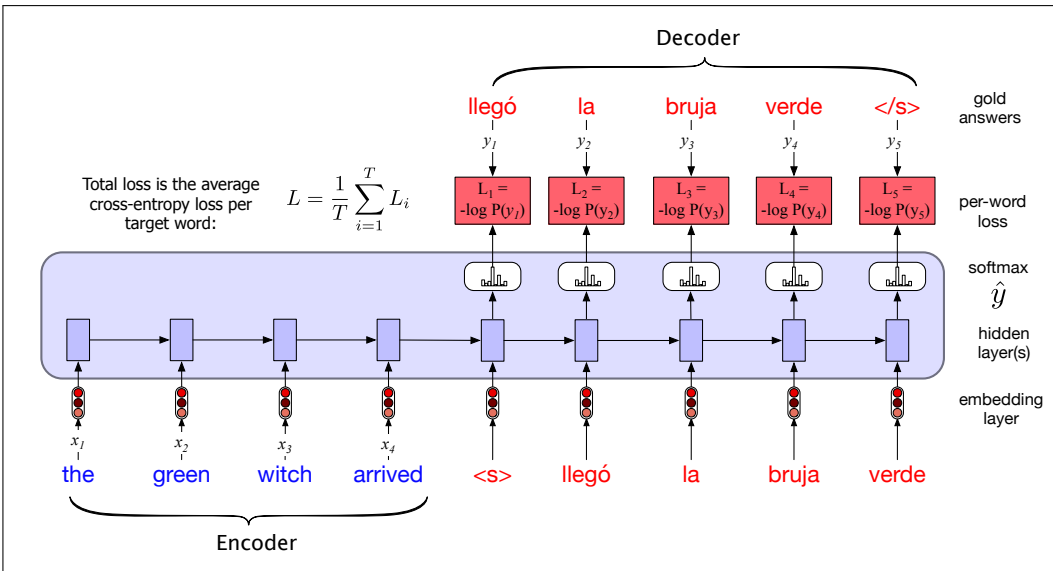 Decoder
llegó la bruja verde </s> gold answers
y₁ y₂ y₃ y₄ y₅
Total loss is the average cross-entropy loss per target word:
L = \frac{1}{T} \sum_{i=1}^{T} L_i
L₁ = -log P(y₁) L₂ = -log P(y₂) L₃ = -log P(y₃) L₄ = -log P(y₄) L₅ = -log P(y₅) per-word loss
softmax
ŷ
hidden layer(s)
embedding layer
x₁ x₂ x₃ x₄
the green witch arrived <s> llegó la bruja verde
Encoder